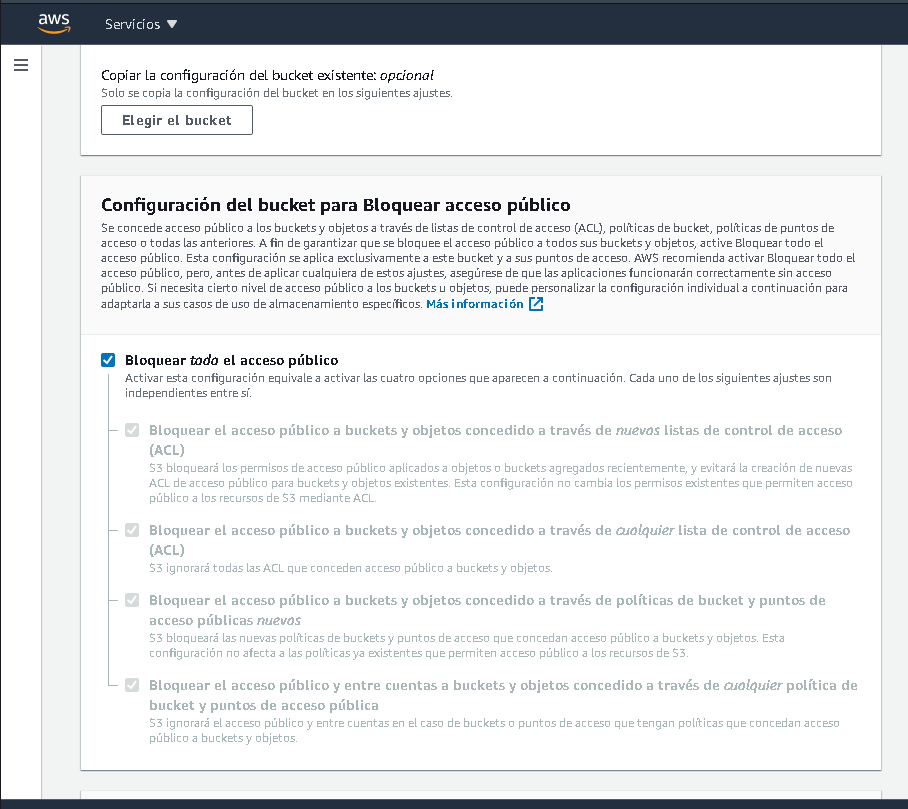 aws
Servicios ▼
Copiar la configuración del bucket existente: opcional
Solo se copia la configuración del bucket en los siguientes ajustes.
Elegir el bucket
Configuración del bucket para Bloquear acceso público
Se concede acceso público a los buckets y objetos a través de listas de control de acceso (ACL), políticas de bucket, políticas de puntos de
acceso o todas las anteriores. A fin de garantizar que se bloquee el acceso público a todos sus buckets y objetos, active Bloquear todo el
acceso público. Esta configuración se aplica exclusivamente a este bucket y a sus puntos de acceso. AWS recomienda activar Bloquear todo el
acceso público, pero, antes de aplicar cualquiera de estos ajustes, asegúrese de que las aplicaciones funcionarán correctamente sin acceso
público. Si necesita cierto nivel de acceso público a los buckets u objetos, puede personalizar la configuración individual a continuación para
adaptarla a sus casos de uso de almacenamiento específicos. Más información
Bloquear todo el acceso público
Activar esta configuración equivale a activar las cuatro opciones que aparecen a continuación. Cada uno de los siguientes ajustes son
independientes entre sí.
Bloquear el acceso público a buckets y objetos concedido a través de nuevas listas de control de acceso
(ACL)
S3 bloqueará los permisos de acceso público aplicados a objetos o buckets agregados recientemente, y evitará la creación de nuevas
ACL de acceso público para buckets y objetos existentes. Esta configuración no cambia los permisos existentes que permiten acceso
público a los recursos de S3 mediante ACL.
Bloquear el acceso público a buckets y objetos concedido a través de cualquier lista de control de acceso
(ACL)
S3 ignorará todas las ACL que conceden acceso público a buckets y objetos.
Bloquear el acceso público a buckets y objetos concedido a través de políticas de bucket y puntos de
acceso públicas nuevas
S3 bloqueará las nuevas políticas de buckets y puntos de acceso que concedan acceso público a buckets y objetos. Esta
configuración no afecta a las políticas ya existentes que permiten acceso público a los recursos de S3.
Bloquear el acceso público y entre cuentas a buckets y objetos concedido a través de cualquier política de
bucket y puntos de acceso pública
S3 ignorará el acceso público y entre cuentas en el caso de buckets o puntos de acceso que tengan políticas que concedan acceso
público a buckets y objetos.